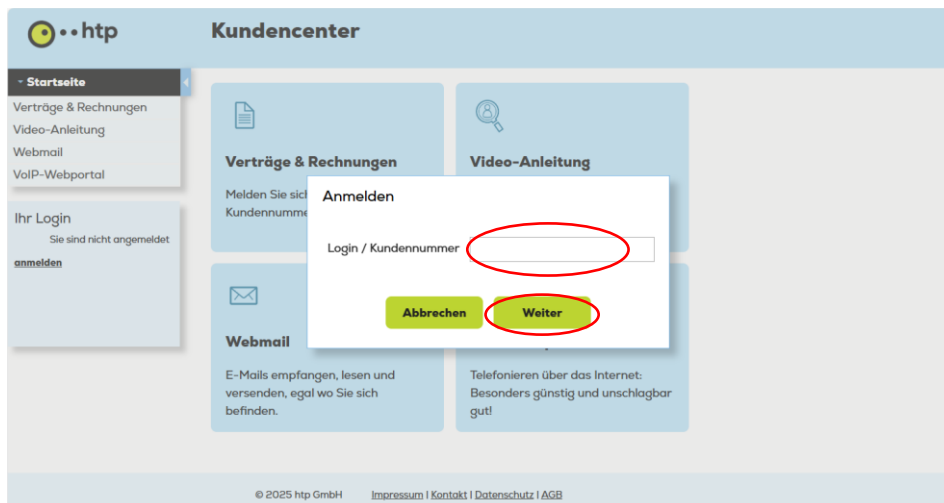 htp
Kundencenter
Startseite
Verträge & Rechnungen
Video-Anleitung
Webmail
VoIP-Webportal
Ihr Login
Sie sind nicht angemeldet
anmelden
Verträge & Rechnungen
Melden Sie sich
Kundennumme
Video-Anleitung
Anmelden
Login / Kundennummer
Abbrechen
Weiter
Webmail
E-Mails empfangen, lesen und
versenden, egal wo Sie sich
befinden.
Telefonieren über das Internet:
Besonders günstig und unschlagbar
gut!
© 2025 htp GmbH Impressum | Kontakt | Datenschutz | AGB